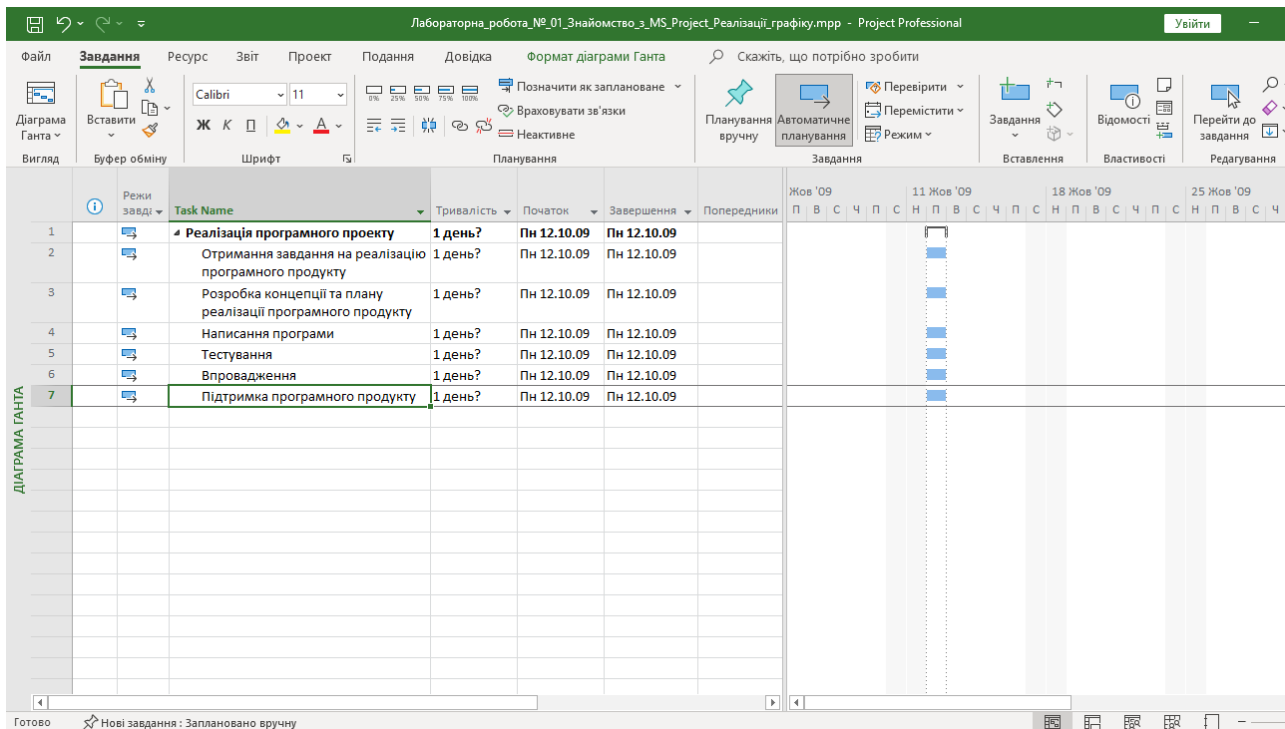 Лабораторна_робота_№_01_Знайомство_з_MS_Project_Реалізації_графіку.mpp - Project Professional
Увійти
Файл Завдання Ресурс Звіт Проект Подання Довідка Формат діаграми Ганта Скажіть, що потрібно зробити
Діаграма Ганта
Вставити
Calibri 11
Ж К П А
0% 25% 50% 75% 100%
Позначити як заплановане
Враховувати зв'язки
Неактивне
Планування вручну
Автоматичне планування
Перевірити
Перемістити
Режим
Завдання
Відомості
Перейти до завдання
Вигляд Буфер обміну Шрифт Планування Завдання Вставлення Властивості Редагування
Режи завда Task Name Тривалість Початок Завершення Попередники
Жов '09 11 Жов '09 18 Жов '09 25 Жов '09
П В С Ч П С Н П В С Ч П С Н П В С Ч П С Н П В С Ч
1 Реалізація програмного проекту 1 день? Пн 12.10.09 Пн 12.10.09
2 Отримання завдання на реалізацію 1 день? Пн 12.10.09 Пн 12.10.09
програмного продукту
3 Розробка концепції та плану 1 день? Пн 12.10.09 Пн 12.10.09
реалізації програмного продукту
4 Написання програми 1 день? Пн 12.10.09 Пн 12.10.09
5 Тестування 1 день? Пн 12.10.09 Пн 12.10.09
6 Впровадження 1 день? Пн 12.10.09 Пн 12.10.09
7 Підтримка програмного продукту 1 день? Пн 12.10.09 Пн 12.10.09
ДІАГРАМА ГАНТА
Готово Нові завдання : Заплановано вручну